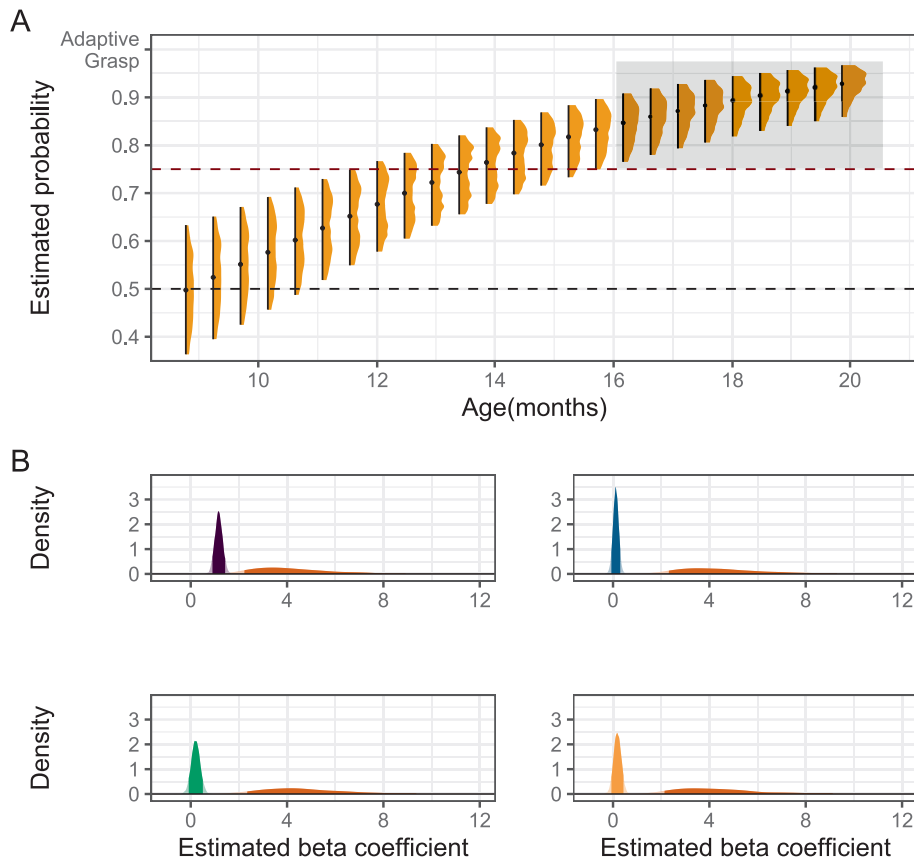 A
Adaptive
Grasp
Estimated probability
0.9
0.8
0.7
0.6
0.5
0.4
10 12 14 16 18 20
Age(months)
B
Density
3
2
1
0
0 4 8 12
3
2
1
0
0 4 8 12
Density
3
2
1
0
0 4 8 12
Estimated beta coefficient
3
2
1
0
0 4 8 12
Estimated beta coefficient